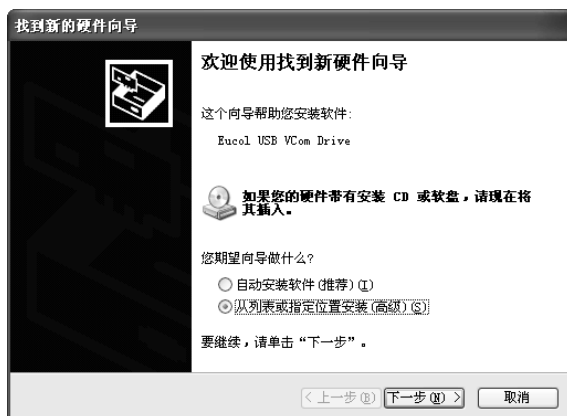 找到新的硬件向导
欢迎使用找到新硬件向导
这个向导帮助您安装软件:
Eucol USB VCom Drive
如果您的硬件带有安装 CD 或软盘，请现在将
其插入。
您期望向导做什么?
自动安装软件(推荐)(I)
从列表或指定位置安装(高级)(S)
要继续，请单击“下一步”。
< 上一步(B) 下一步(N) > 取消